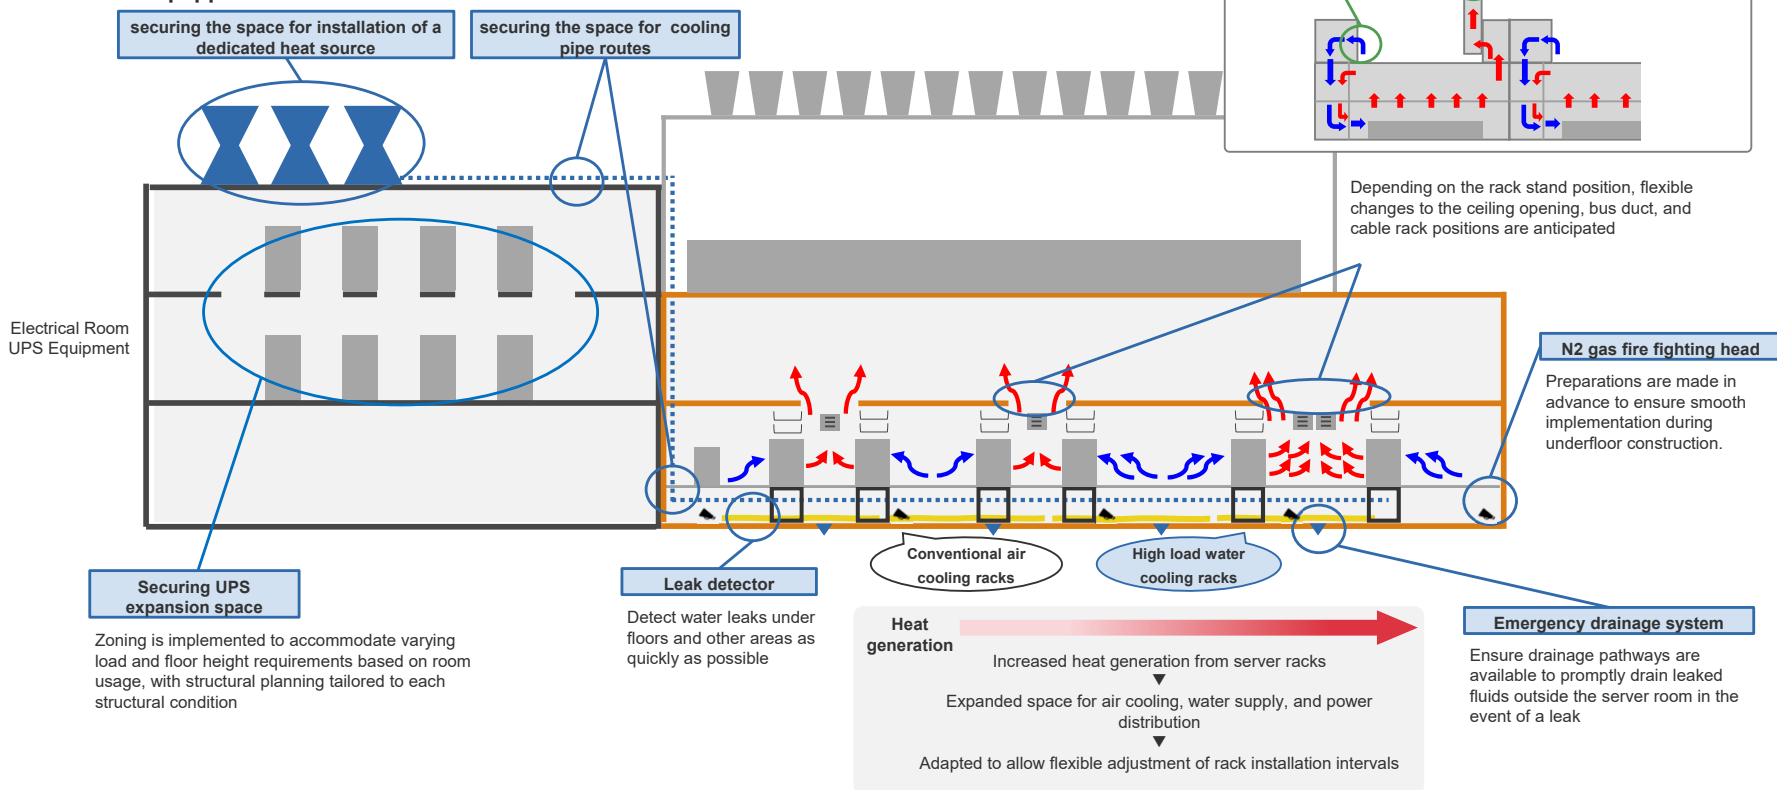 securing the space for installation of a
dedicated heat source
securing the space for cooling
pipe routes
Depending on the rack stand position, flexible
changes to the ceiling opening, bus duct, and
cable rack positions are anticipated
Electrical Room
UPS Equipment
N2 gas fire fighting head
Preparations are made in
advance to ensure smooth
implementation during
underfloor construction.
Conventional air
cooling racks
High load water
cooling racks
Securing UPS
expansion space
Zoning is implemented to accommodate varying
load and floor height requirements based on room
usage, with structural planning tailored to each
structural condition
Leak detector
Detect water leaks under
floors and other areas as
quickly as possible
Heat
generation
Increased heat generation from server racks
Expanded space for air cooling, water supply, and power
distribution
Adapted to allow flexible adjustment of rack installation intervals
Emergency drainage system
Ensure drainage pathways are
available to promptly drain leaked
fluids outside the server room in the
event of a leak